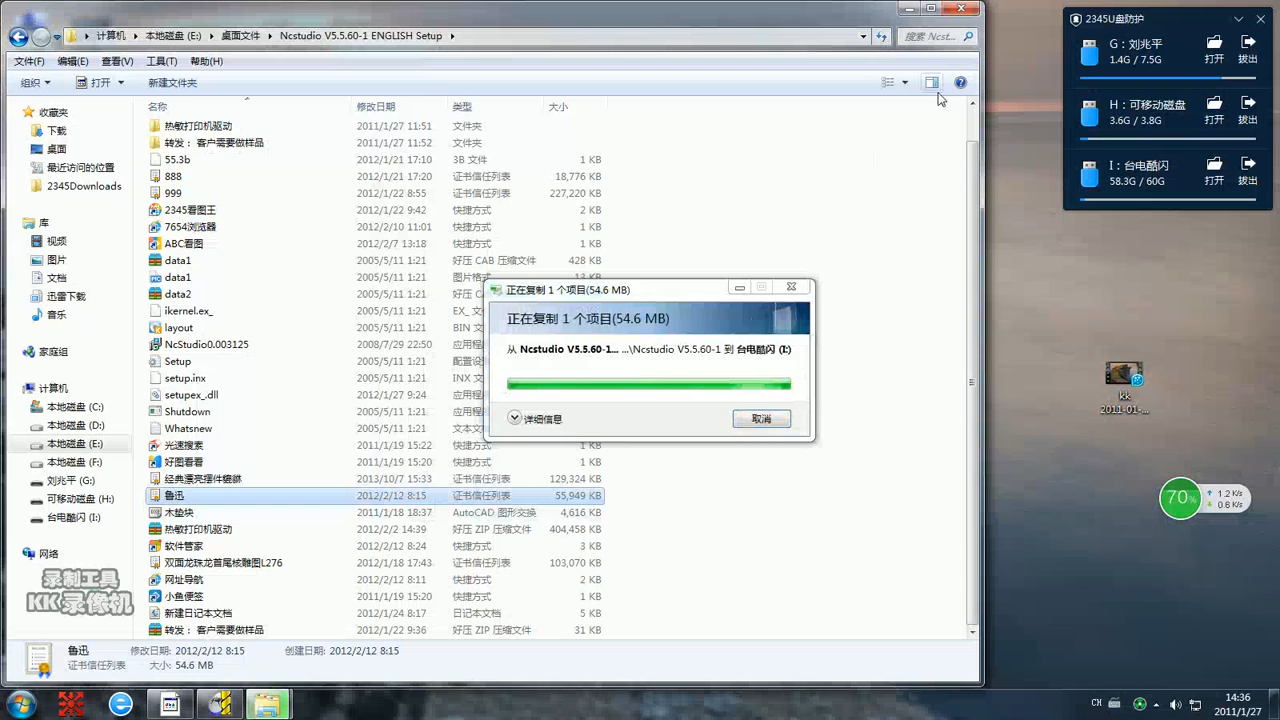 计算机 ▸ 本地磁盘 (E:) ▸ 桌面文件 ▸ Ncstudio V5.5.60-1 ENGLISH Setup ▸
搜索 Ncst...
文件(F) 编辑(E) 查看(V) 工具(T) 帮助(H)
组织 打开 新建文件夹
名称 修改日期 类型 大小
收藏夹
下载
桌面
最近访问的位置
2345Downloads
库
视频
图片
文档
迅雷下载
音乐
家庭组
计算机
本地磁盘 (C:)
本地磁盘 (D:)
本地磁盘 (E:)
本地磁盘 (F:)
刘兆平 (G:)
可移动磁盘 (H:)
台电酷闪 (I:)
网络
录制工具
KK录像机
热敏打印机驱动 2011/1/27 11:51 文件夹
转发： 客户需要做样品 2011/1/27 11:52 文件夹
55.3b 2012/1/21 17:10 3B 文件 1 KB
888 2012/1/21 17:20 证书信任列表 18,776 KB
999 2012/1/22 8:55 证书信任列表 227,220 KB
2345看图王 2012/1/22 9:42 快捷方式 2 KB
7654浏览器 2012/2/10 11:01 快捷方式 1 KB
ABC看图 2012/2/7 13:18 快捷方式 1 KB
data1 2005/5/11 1:21 好压 CAB 压缩文件 428 KB
data1 2005/5/11 1:21 图片格式
data2 2005/5/11 1:21 好压
ikernel.ex_ 2005/5/11 1:21 EX_
layout 2005/5/11 1:21 BIN 文
NcStudio0.003125 2008/7/29 22:50 应用程
Setup 2005/5/11 1:21 配置设
setup.inx 2005/5/11 1:21 INX 文
setupex_.dll 2005/5/11 1:21 应用程
Shutdown 2005/5/11 1:21 应用程
Whatsnew 2005/5/11 1:21 文本文
光速搜索 2011/1/19 15:22 快捷方式 1 KB
好图看看 2011/1/19 15:20 快捷方式 1 KB
经典漂亮摆件貔貅 2013/10/7 15:33 证书信任列表 129,324 KB
鲁迅 2012/2/12 8:15 证书信任列表 55,949 KB
木垫块 2011/1/18 18:37 AutoCAD 图形交换 4,616 KB
热敏打印机驱动 2012/2/2 14:39 好压 ZIP 压缩文件 404,458 KB
软件管家 2012/2/12 8:24 快捷方式 3 KB
双面龙珠龙首尾核雕图L276 2011/1/18 17:43 证书信任列表 103,070 KB
网址导航 2012/2/12 8:11 快捷方式 2 KB
小鱼便签 2011/1/19 15:20 快捷方式 1 KB
新建日记本文档 2012/1/24 8:17 日记本文档 5 KB
转发： 客户需要做样品 2012/1/22 9:36 好压 ZIP 压缩文件 31 KB
正在复制 1 个项目(54.6 MB)
正在复制 1 个项目(54.6 MB)
从 Ncstudio V5.5.60-1... ...\Ncstudio V5.5.60-1 到 台电酷闪 (I:)
详细信息 取消
鲁迅 修改日期: 2012/2/12 8:15 创建日期: 2012/2/12 8:15
证书信任列表 大小: 54.6 MB
2345U盘防护
G：刘兆平
1.4G / 7.5G 打开 拔出
H：可移动磁盘
3.6G / 3.8G 打开 拔出
I：台电酷闪
58.3G / 60G 打开 拔出
kk
2011-01-...
70%
1.2 K/s
0.6 K/s
CH
14:36
2011/1/27